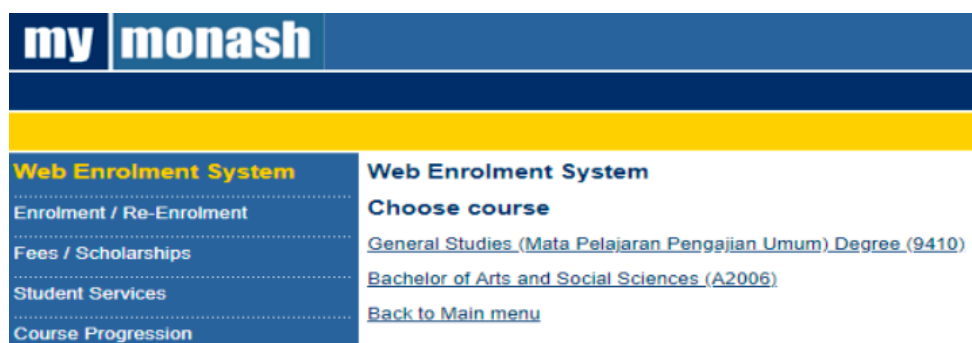 my monash
Web Enrolment System
Enrolment / Re-Enrolment
Fees / Scholarships
Student Services
Course Progression
Web Enrolment System
Choose course
General Studies (Mata Pelajaran Pengajian Umum) Degree (9410)
Bachelor of Arts and Social Sciences (A2006)
Back to Main menu